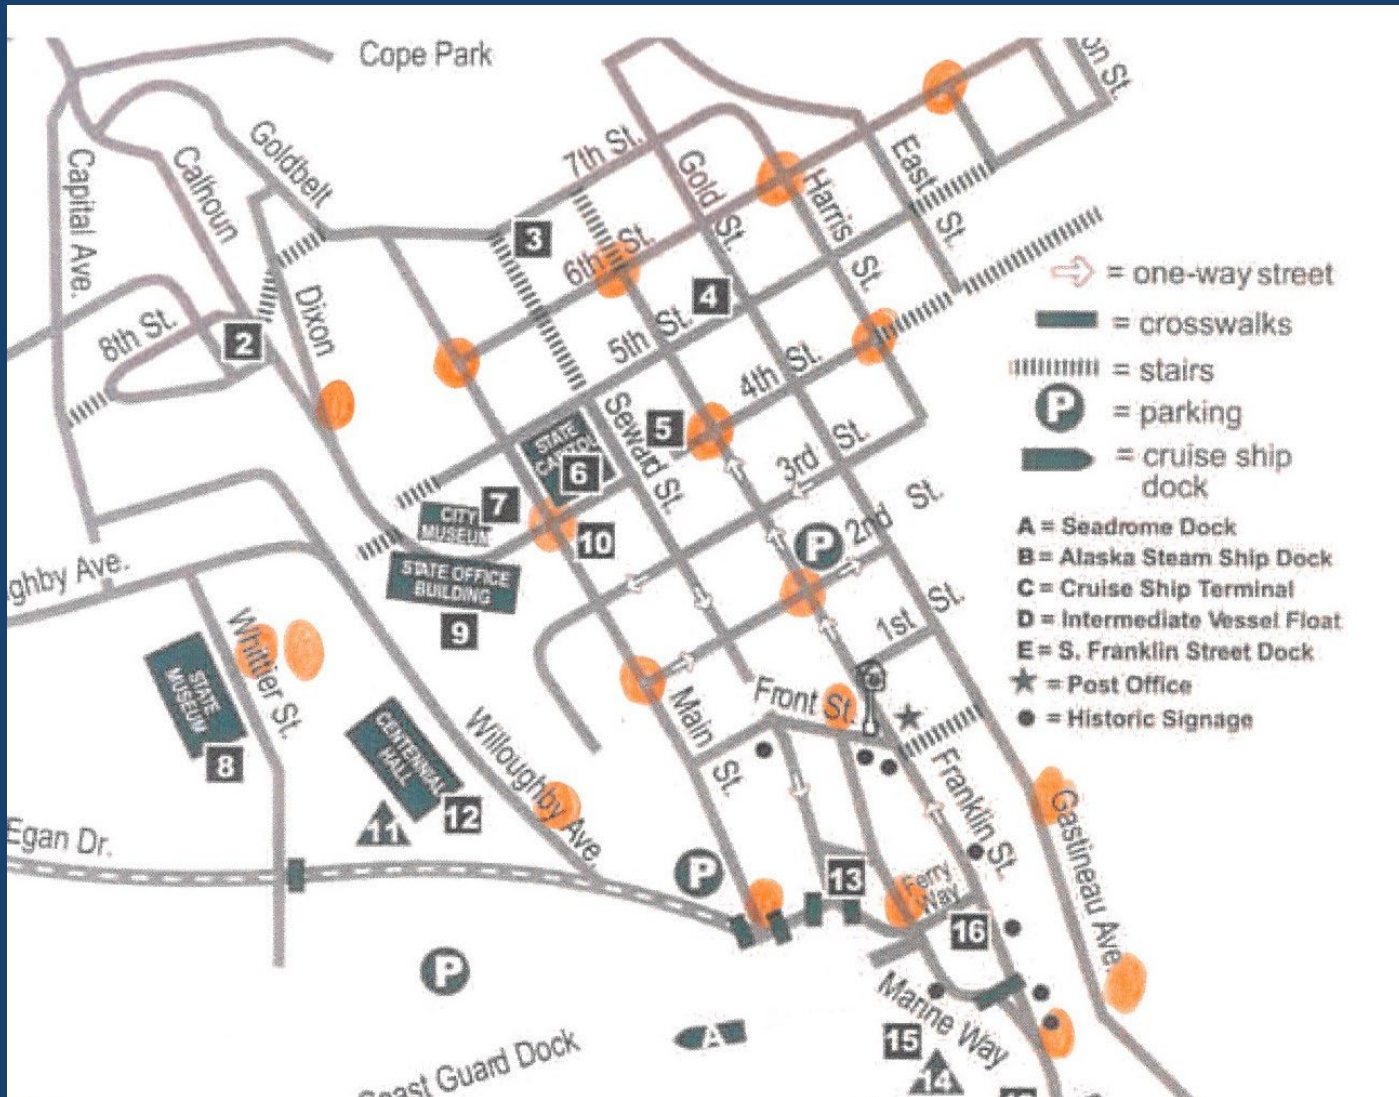 Cope Park
on St.
7th St.
Goldbelt
Calhoun
Capital Ave.
Gold St.
East St.
Harris St.
3
6th St.
= one-way street
4
= crosswalks
8th St.
2
Dixon
5th St.
4th St.
= stairs
P = parking
= cruise ship
dock
Seward St.
5
STATE
CAPITOL
6
3rd St.
7
CITY
MUSEUM
10
P
2nd St.
A = Seadrome Dock
B = Alaska Steam Ship Dock
C = Cruise Ship Terminal
D = Intermediate Vessel Float
E = S. Franklin Street Dock
= Post Office
= Historic Signage
ghby Ave.
STATE OFFICE
BUILDING
9
1st St.
Whittier St.
STATE
MUSEUM
8
Main St.
Front St.
CENTENNIAL
HALL
11
12
Willoughby Ave.
Franklin St.
Gastineau Ave.
Egan Dr.
P
13
Ferry
Way
16
P
Marine Way
A
15
14
Coast Guard Dock